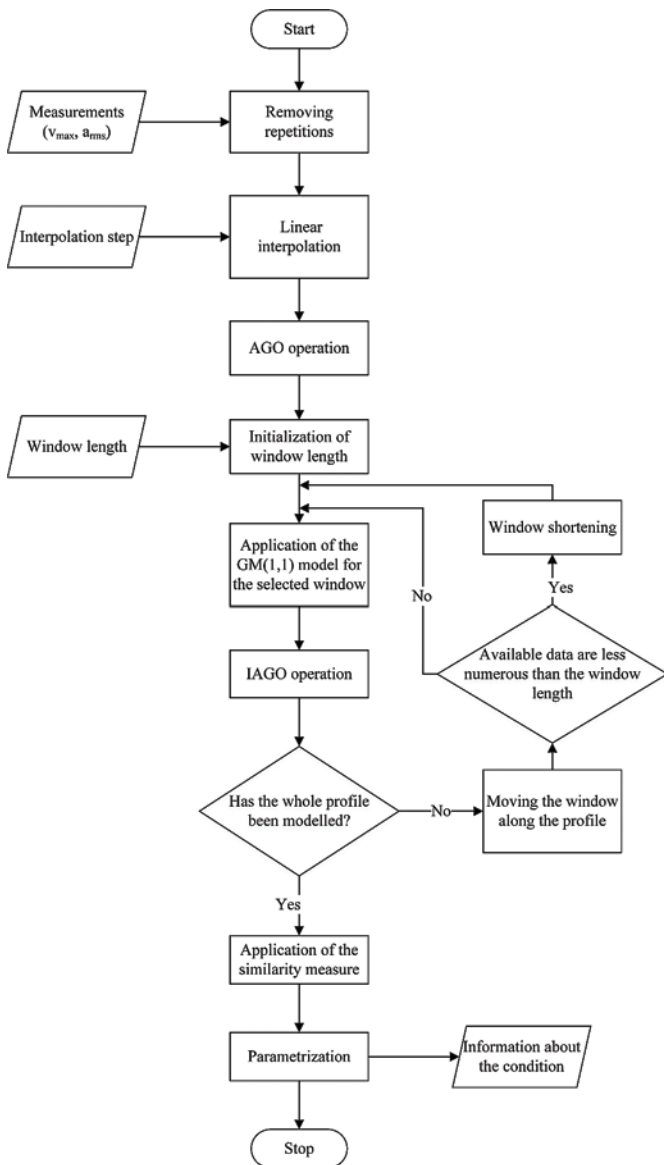 Start
Measurements
(vmax, arms)
Removing
repetitions
Interpolation step
Linear
interpolation
AGO operation
Window length
Initialization of
window length
Window shortening
Application of the
GM(1,1) model for
the selected window
No
Yes
Available data are less
numerous than the window
length
IAGO operation
Has the whole profile
been modelled?
No
Moving the window
along the profile
Yes
Application of the
similarity measure
Parametrization
Information about
the condition
Stop